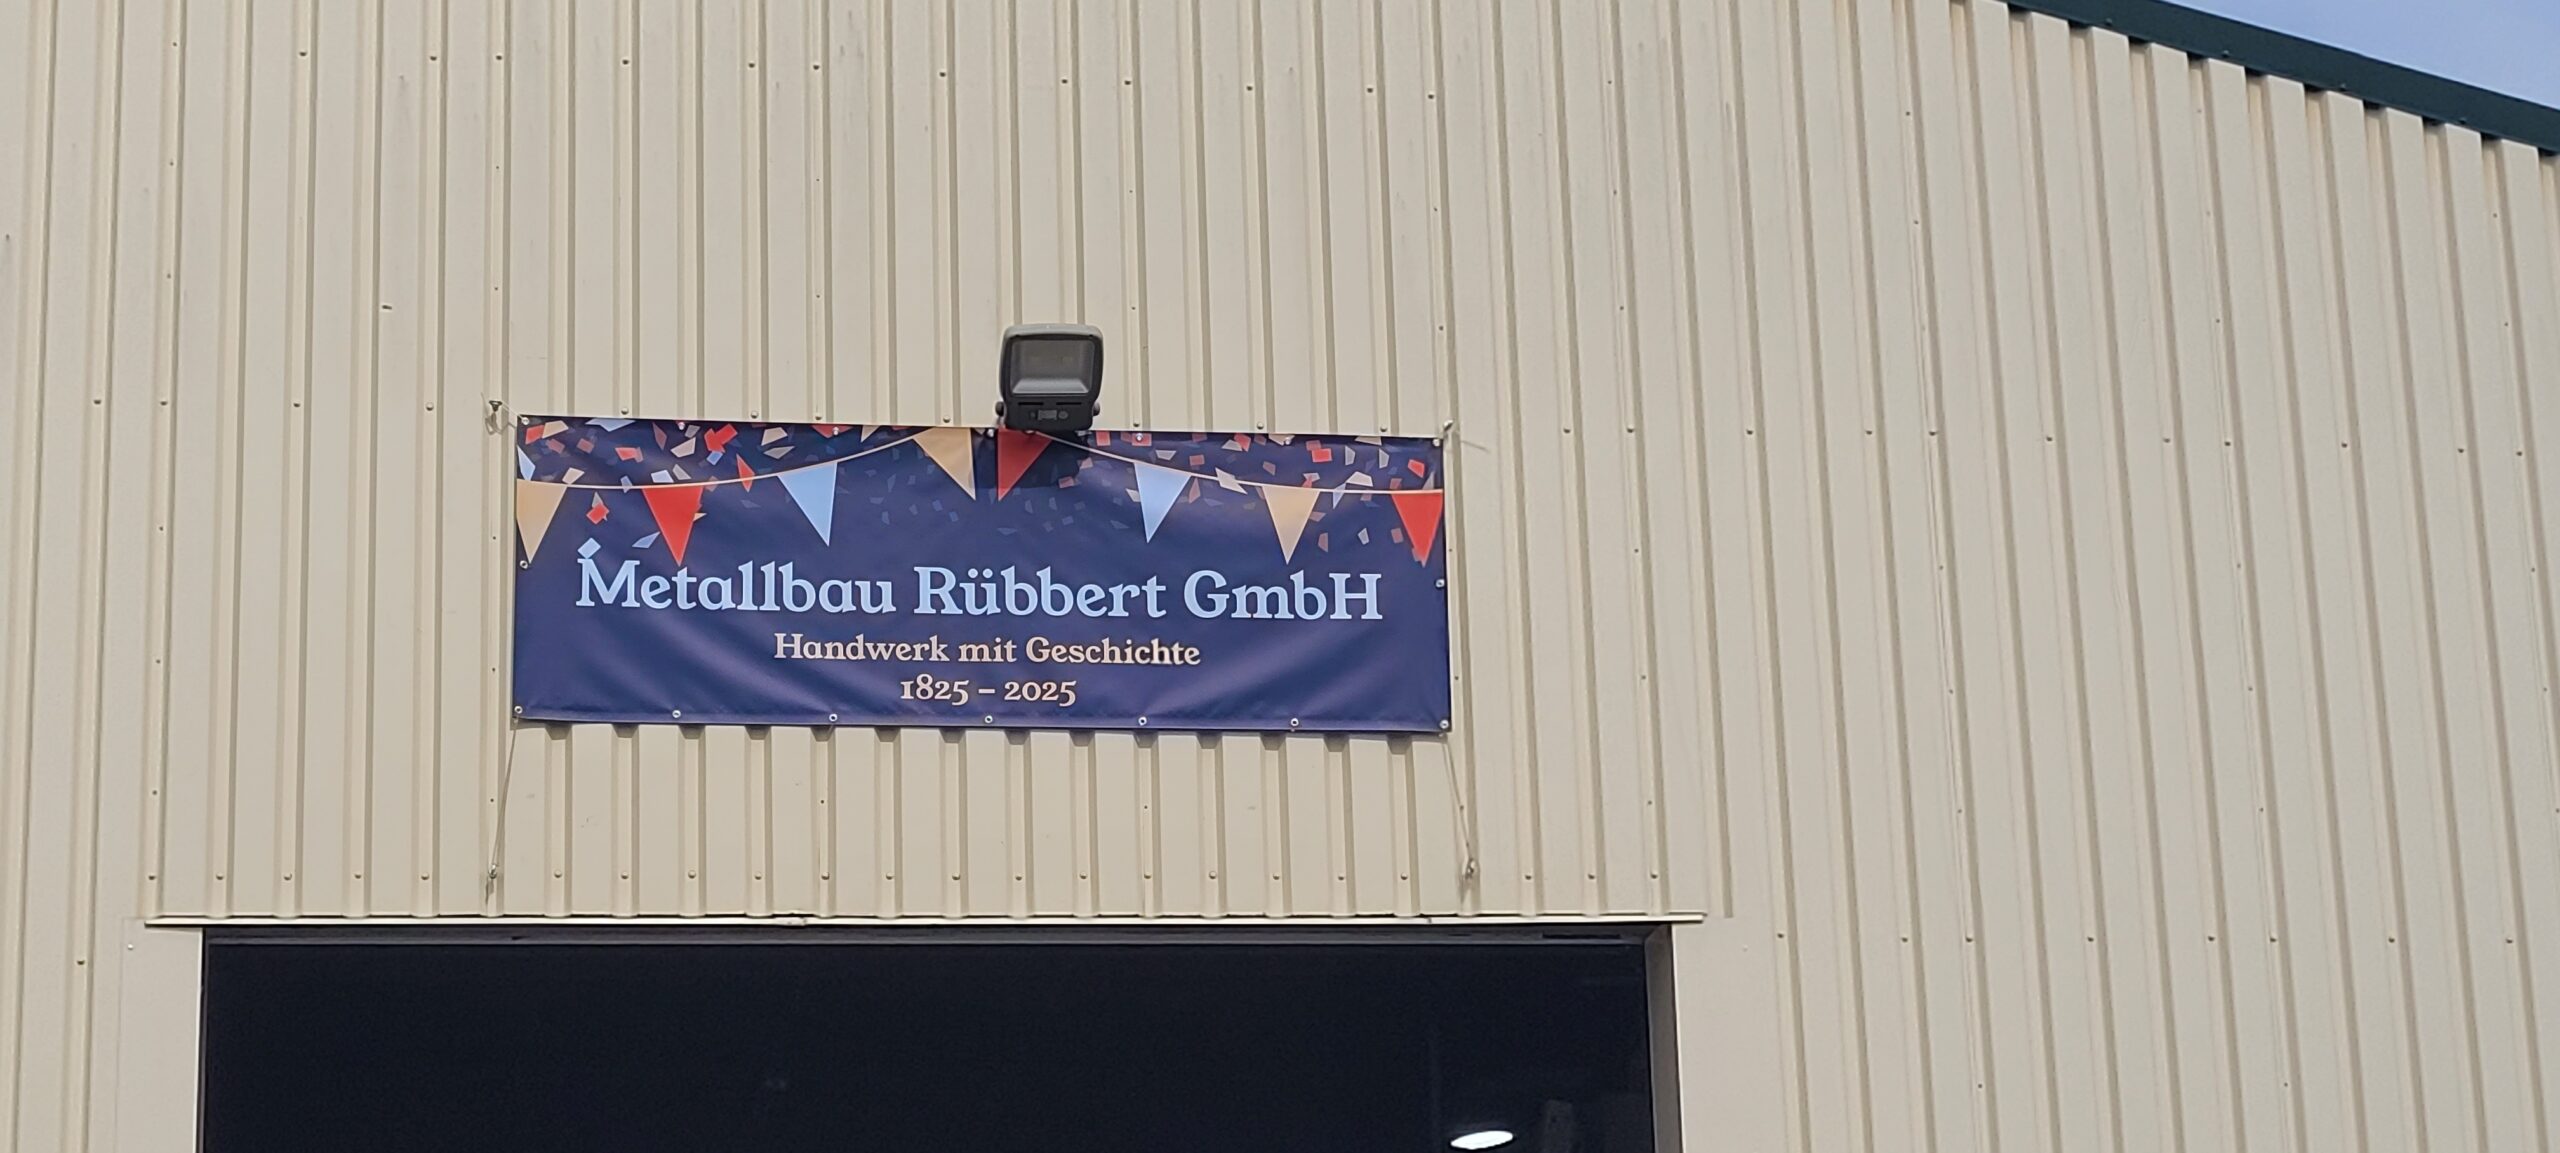 Metallbau Rübbert GmbH
Handwerk mit Geschichte
1825 – 2025